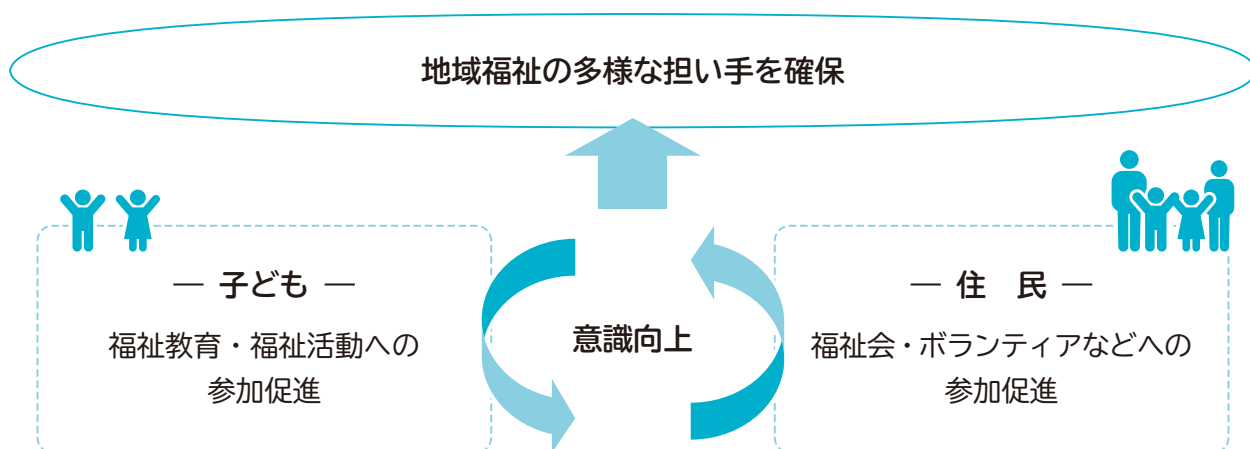 地域福祉の多様な担い手を確保
― 子ども ―
福祉教育・福祉活動への
参加促進
意識向上
― 住　民 ―
福祉会・ボランティアなどへの
参加促進